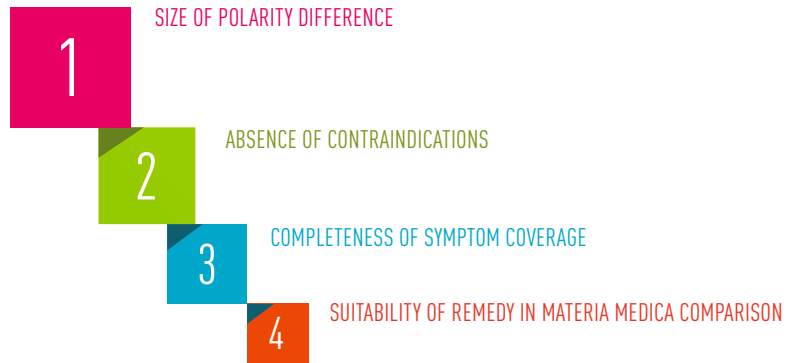 1
SIZE OF POLARITY DIFFERENCE
2
ABSENCE OF CONTRAINDICATIONS
3
COMPLETENESS OF SYMPTOM COVERAGE
4
SUITABILITY OF REMEDY IN MATERIA MEDICA COMPARISON